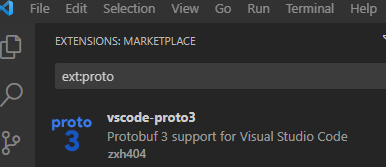 File Edit Selection View Go Run Terminal Help
EXTENSIONS: MARKETPLACE
ext:proto
proto
3
vscode-proto3
Protobuf 3 support for Visual Studio Code
zxh404